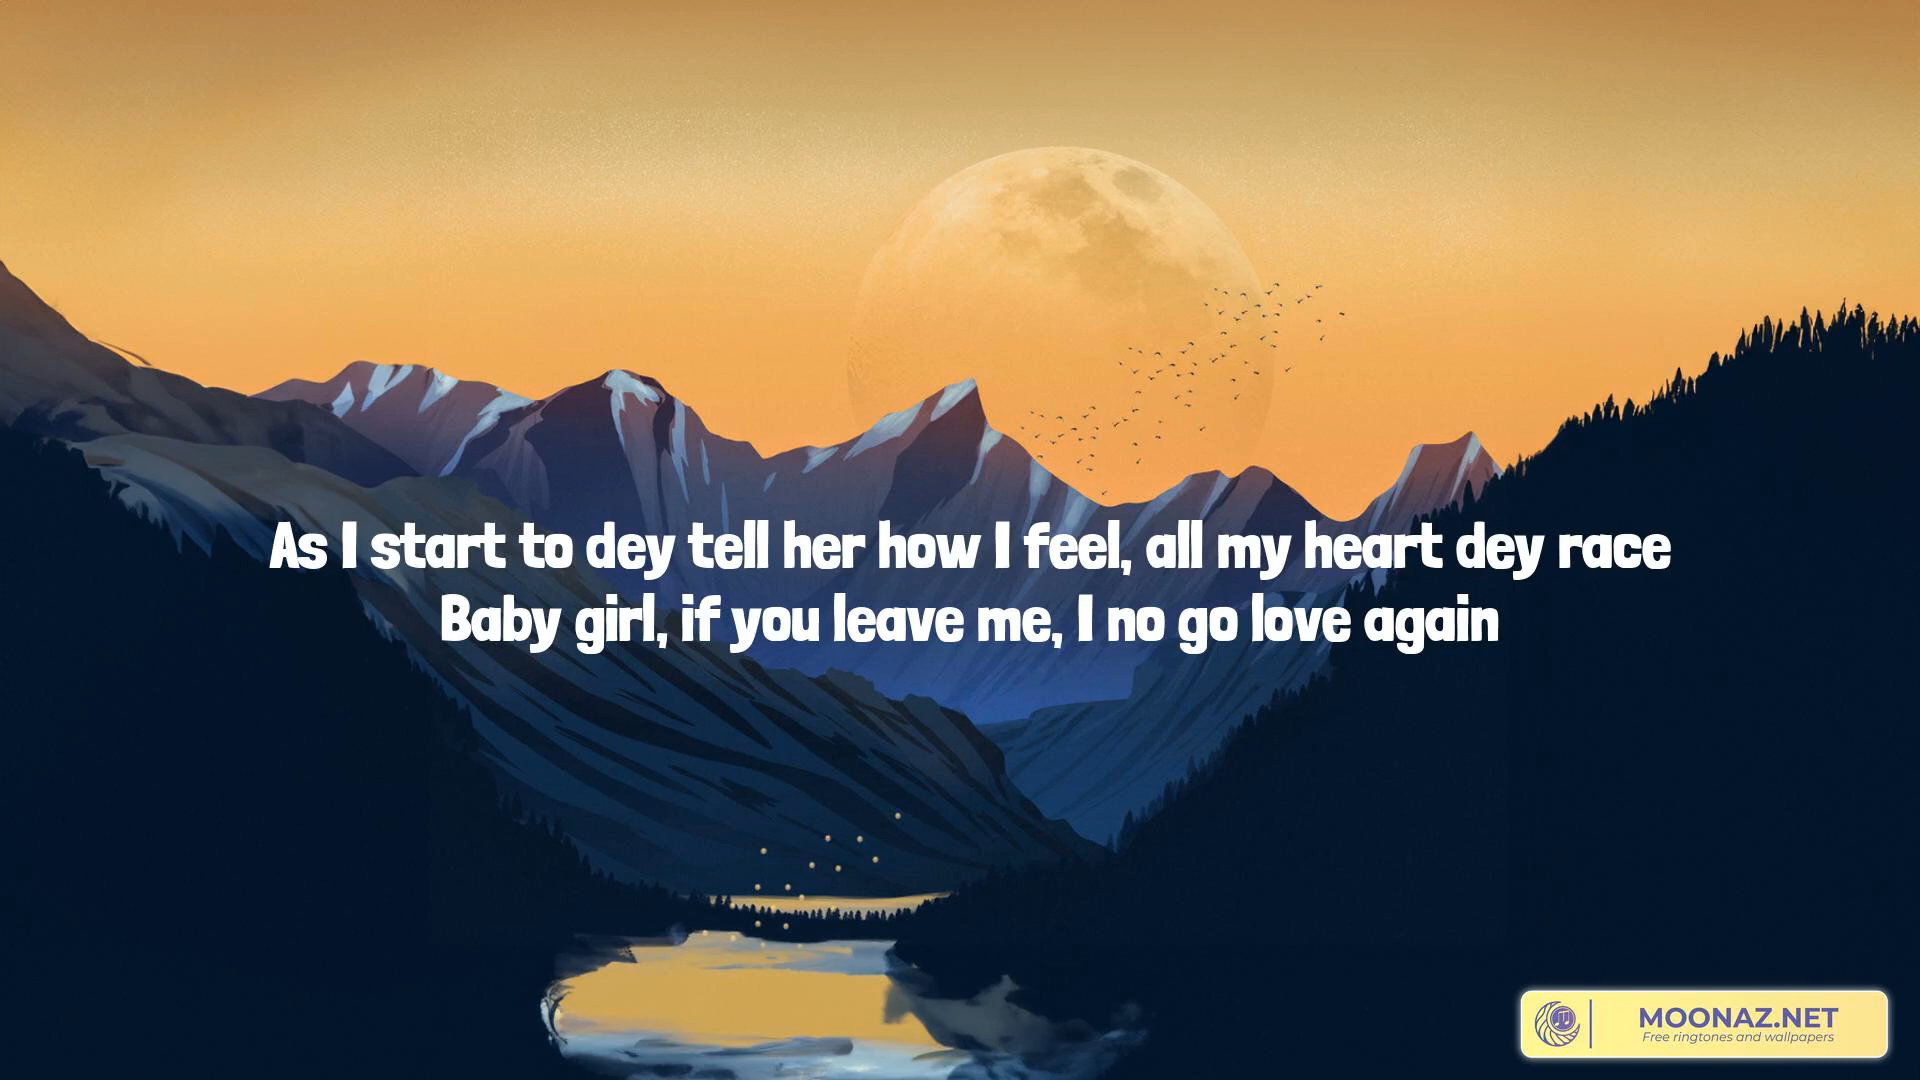 As I start to dey tell her how I feel, all my heart dey race
Baby girl, if you leave me, I no go love again
MOONAZ.NET
Free ringtones and wallpapers